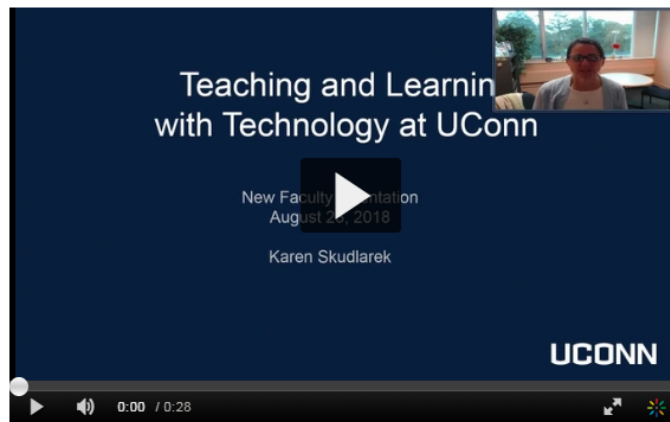 Teaching and Learnin
with Technology at UConn
New Faculty
August 2018
Karen Skudlarek
UCONN
0:00 / 0:28